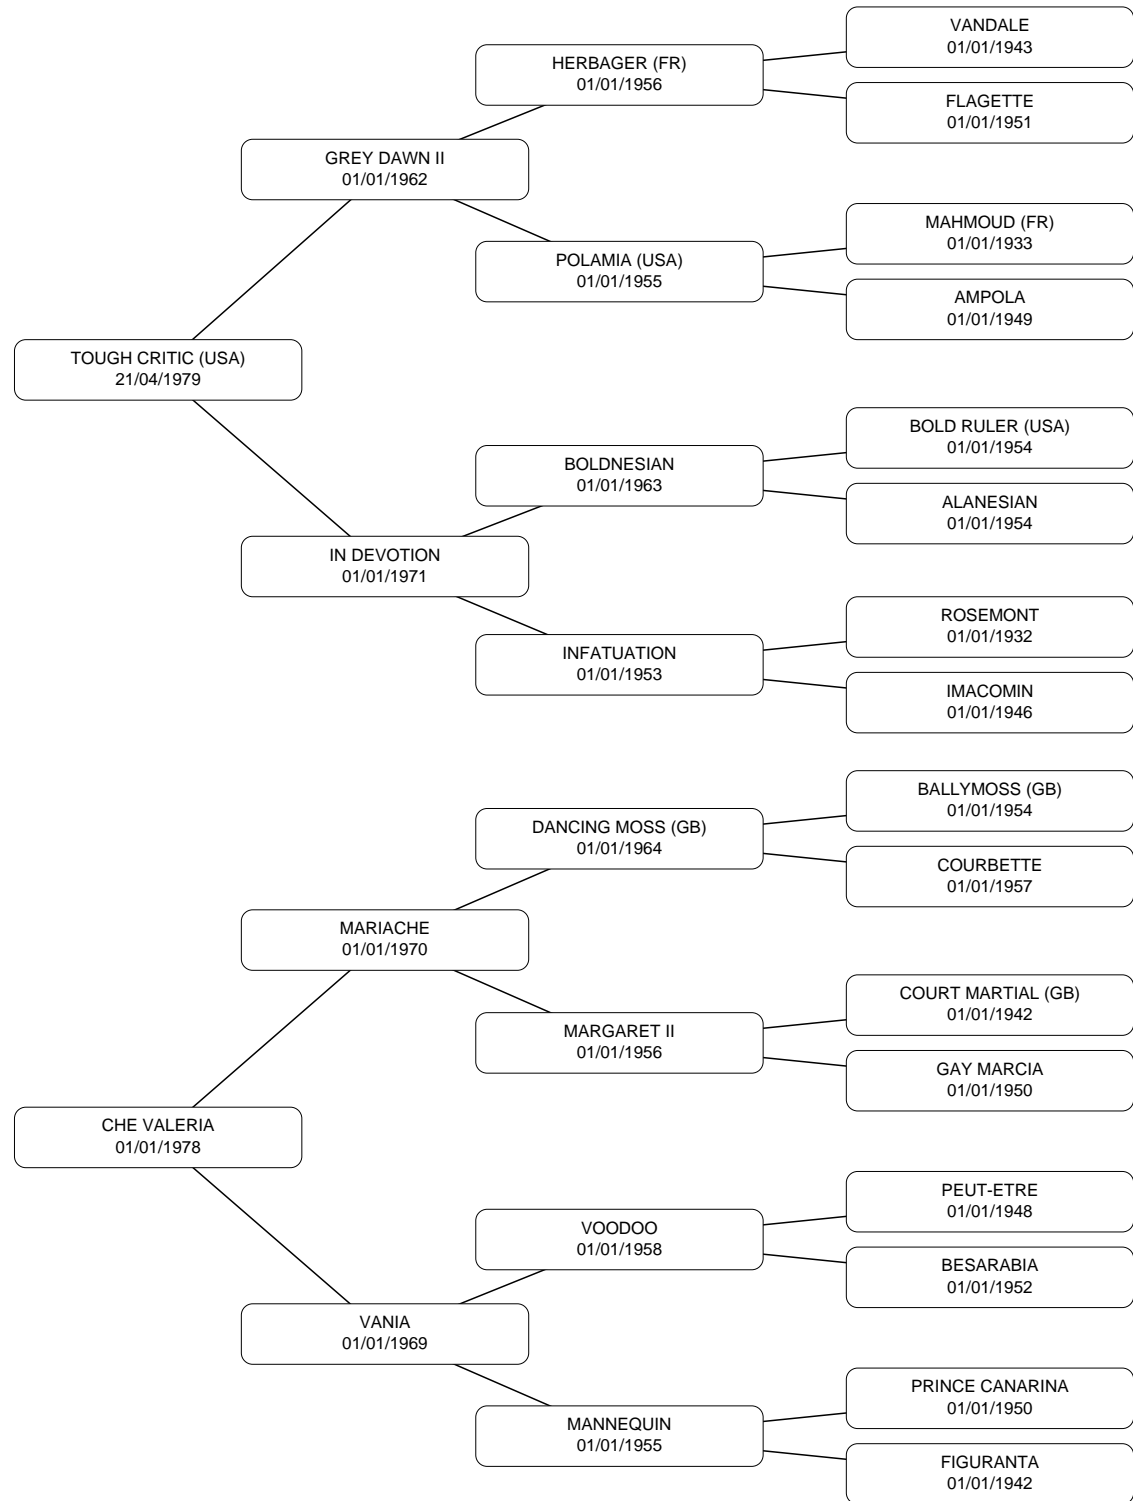 VANDALE
01/01/1943
HERBAGER (FR)
01/01/1956
FLAGETTE
01/01/1951
GREY DAWN II
01/01/1962
MAHMOUD (FR)
01/01/1933
POLAMIA (USA)
01/01/1955
AMPOLA
01/01/1949
TOUGH CRITIC (USA)
21/04/1979
BOLD RULER (USA)
01/01/1954
BOLDNESIAN
01/01/1963
ALANESIAN
01/01/1954
IN DEVOTION
01/01/1971
ROSEMONT
01/01/1932
INFATUATION
01/01/1953
IMACOMIN
01/01/1946
BALLYMOSS (GB)
01/01/1954
DANCING MOSS (GB)
01/01/1964
COURBETTE
01/01/1957
MARIACHE
01/01/1970
COURT MARTIAL (GB)
01/01/1942
MARGARET II
01/01/1956
GAY MARCIA
01/01/1950
CHE VALERIA
01/01/1978
PEUT-ETRE
01/01/1948
VOODOO
01/01/1958
BESARABIA
01/01/1952
VANIA
01/01/1969
PRINCE CANARINA
01/01/1950
MANNEQUIN
01/01/1955
FIGURANTA
01/01/1942